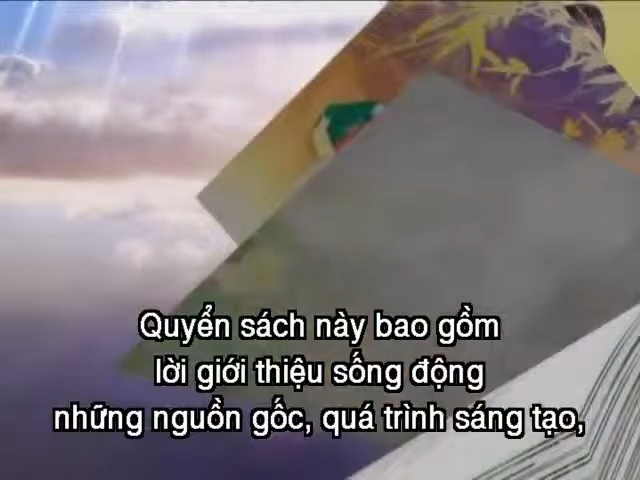 Quyển sách này bao gồm
lời giới thiệu sống động
những nguồn gốc, quá trình sáng tạo,